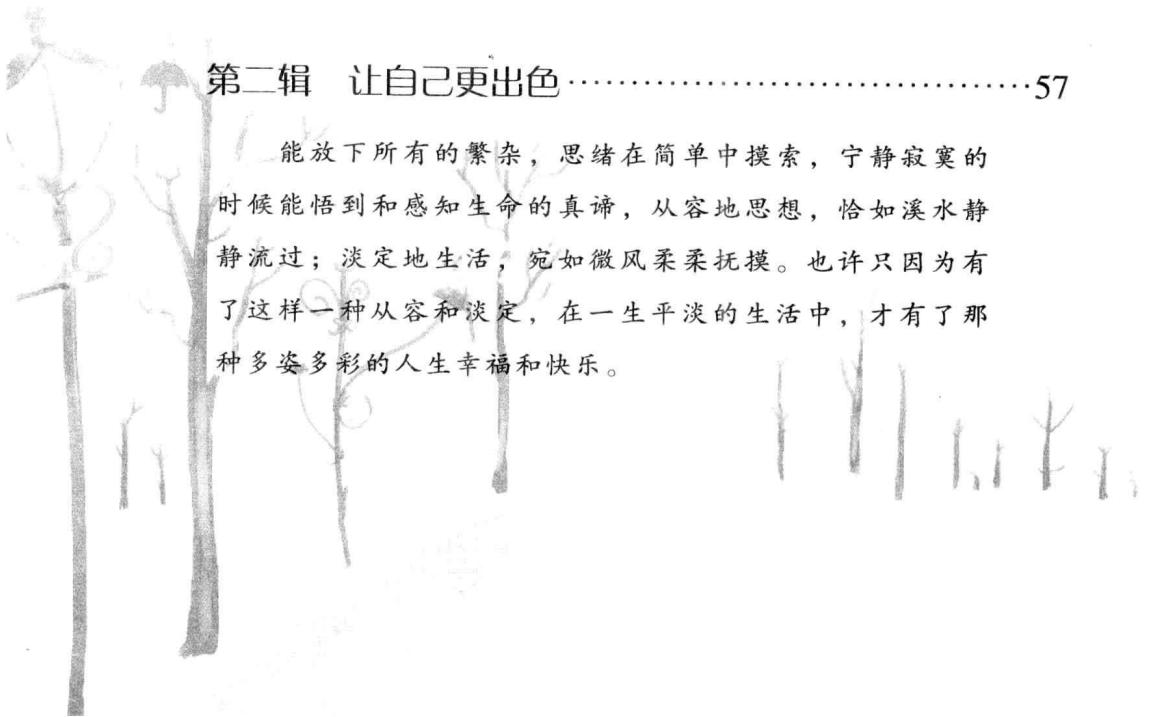 第二辑 让自己更出色·····································57
能放下所有的繁杂，思绪在简单中摸索，宁静寂寞的
时候能悟到和感知生命的真谛，从容地思想，恰如溪水静
静流过；淡定地生活，宛如微风柔柔抚摸。也许只因为有
了这样一种从容和淡定，在一生平淡的生活中，才有了那
种多姿多彩的人生幸福和快乐。